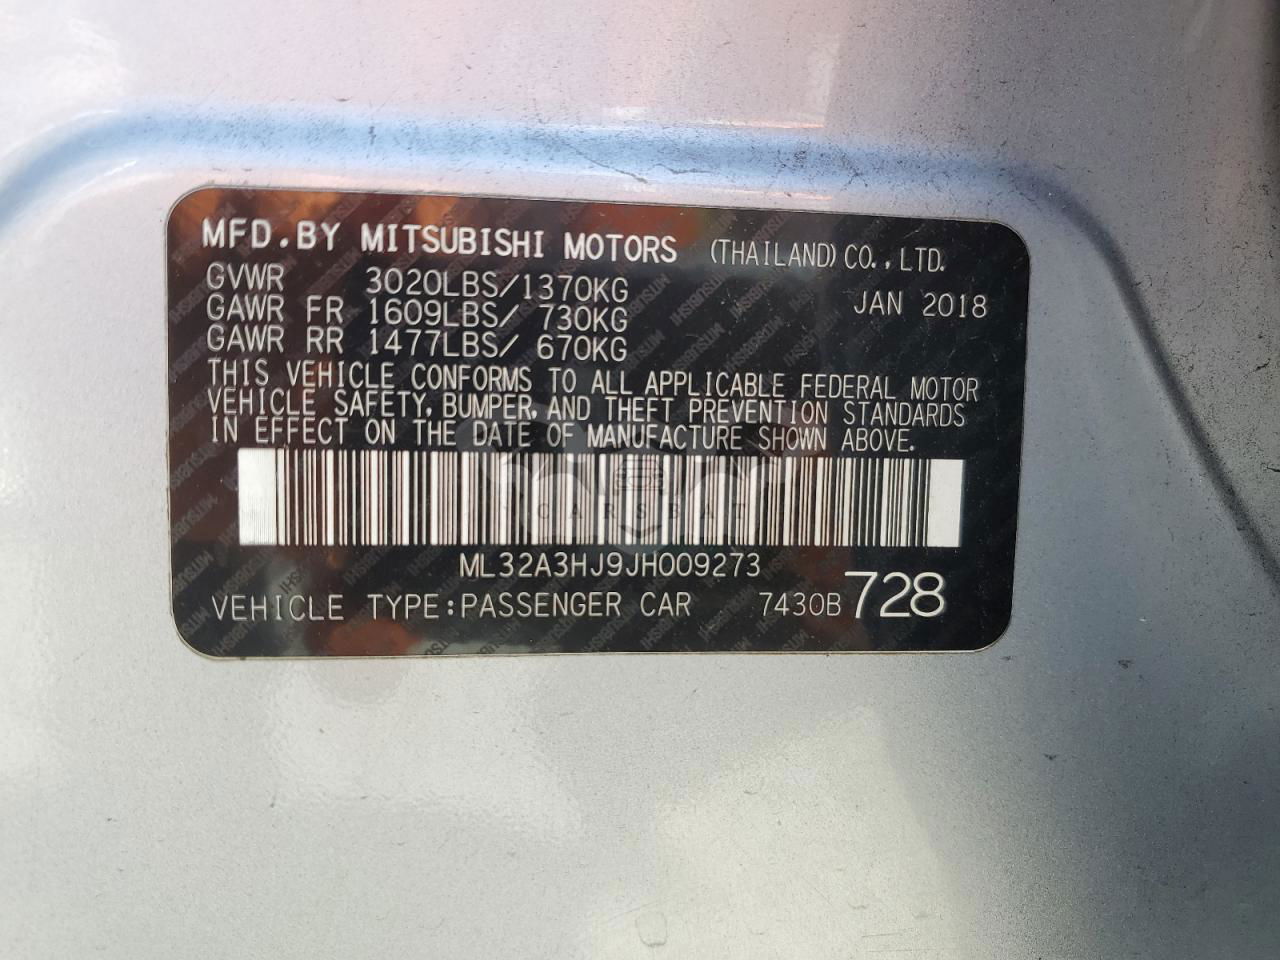 MFD.BY MITSUBISHI MOTORS (THAILAND) CO.,LTD.
GVWR 3020LBS/1370KG JAN 2018
GAWR FR 1609LBS/ 730KG
GAWR RR 1477LBS/ 670KG
THIS VEHICLE CONFORMS TO ALL APPLICABLE FEDERAL MOTOR
VEHICLE SAFETY, BUMPER, AND THEFT PREVENTION STANDARDS
IN EFFECT ON THE DATE OF MANUFACTURE SHOWN ABOVE.
CARSBAT
ML32A3HJ9JH009273
VEHICLE TYPE:PASSENGER CAR 7430B 728